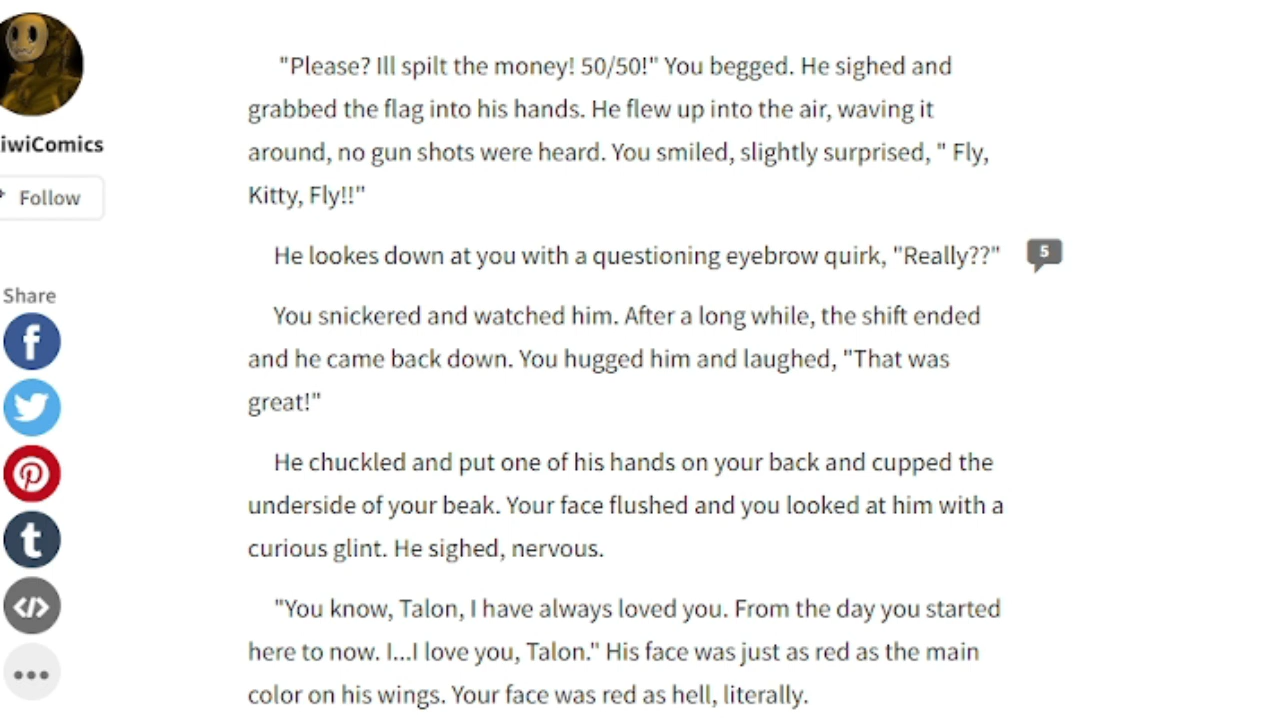 "Please? Ill spilt the money! 50/50!" You begged. He sighed and
grabbed the flag into his hands. He flew up into the air, waving it
around, no gun shots were heard. You smiled, slightly surprised, " Fly,
Kitty, Fly!!"
iwiComics
Follow
He lookes down at you with a questioning eyebrow quirk, "Really??"
5
Share
You snickered and watched him. After a long while, the shift ended
and he came back down. You hugged him and laughed, "That was
great!"
He chuckled and put one of his hands on your back and cupped the
underside of your beak. Your face flushed and you looked at him with a
curious glint. He sighed, nervous.
"You know, Talon, I have always loved you. From the day you started
here to now. I...I love you, Talon." His face was just as red as the main
color on his wings. Your face was red as hell, literally.